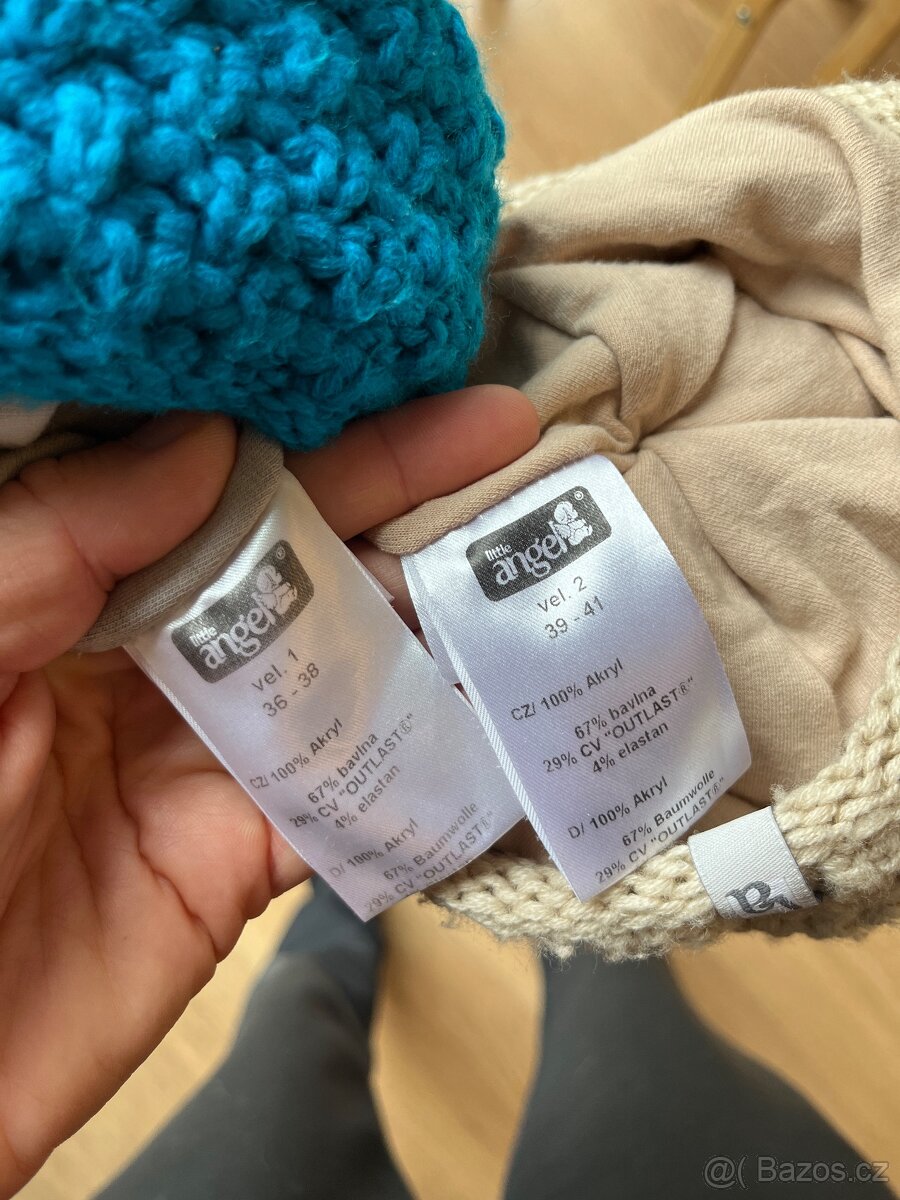 little
angel®
vel. 1
36 - 38
CZ/ 100% Akryl
67% bavlna
29% CV "OUTLAST®"
4% elastan
D/ 100% Akryl
67% Baumwolle
29% CV "OUTLAST®"
little
angel®
vel. 2
39 - 41
CZ/ 100% Akryl
67% bavlna
29% CV "OUTLAST®"
4% elastan
D/ 100% Akryl
67% Baumwolle
29% CV "OUTLAST®"
@( Bazos.cz